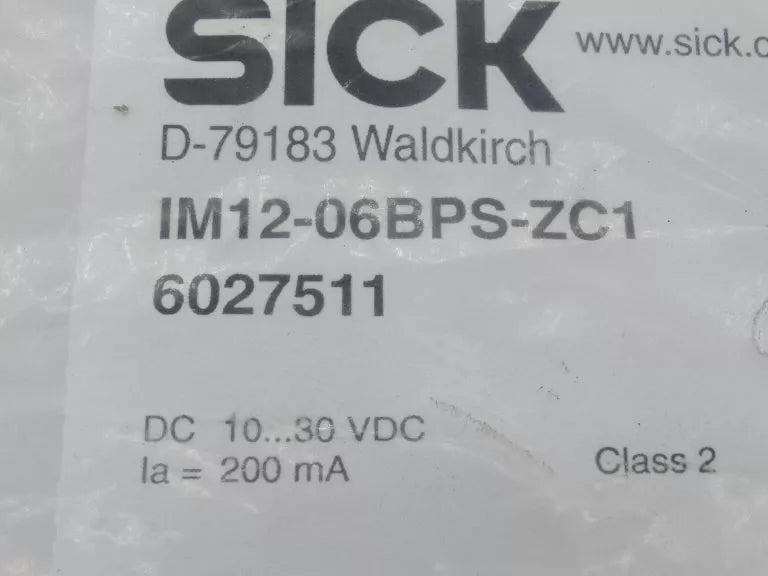 SICK
www.sick.c
D-79183 Waldkirch
IM12-06BPS-ZC1
6027511
DC 10...30 VDC
Ia = 200 mA
Class 2